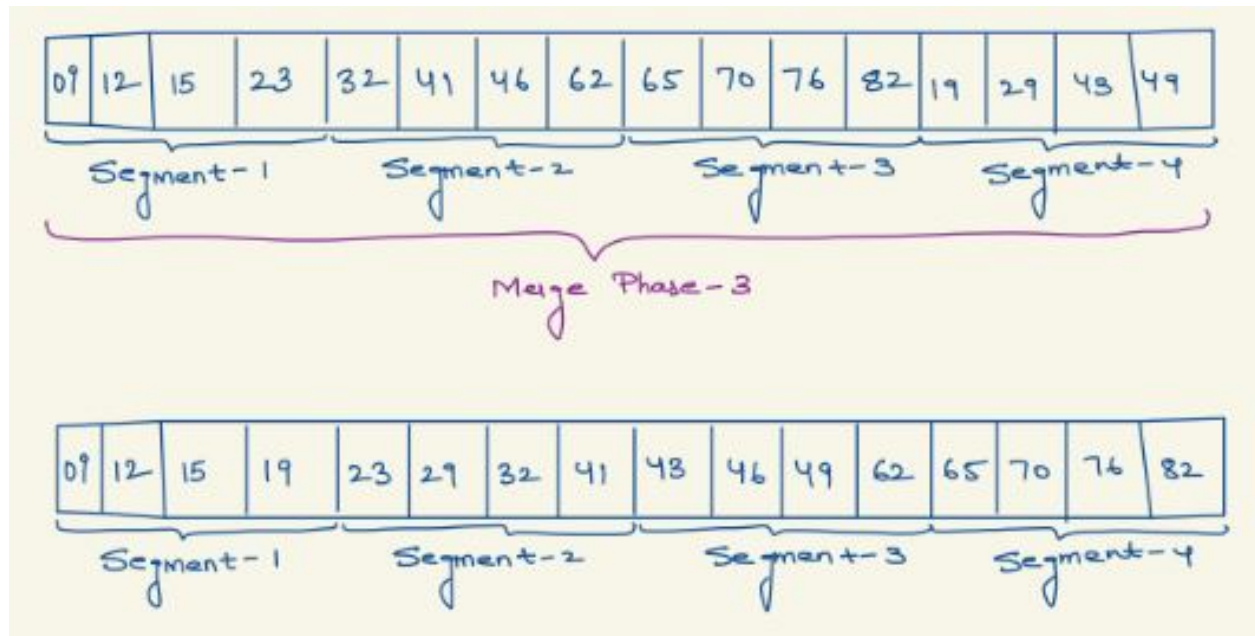 09 12 15 23 32 41 46 62 65 70 76 82 19 29 43 49
Segment-1 Segment-2 Segment-3 Segment-4
Merge Phase-3
09 12 15 19 23 29 32 41 43 46 49 62 65 70 76 82
Segment-1 Segment-2 Segment-3 Segment-4